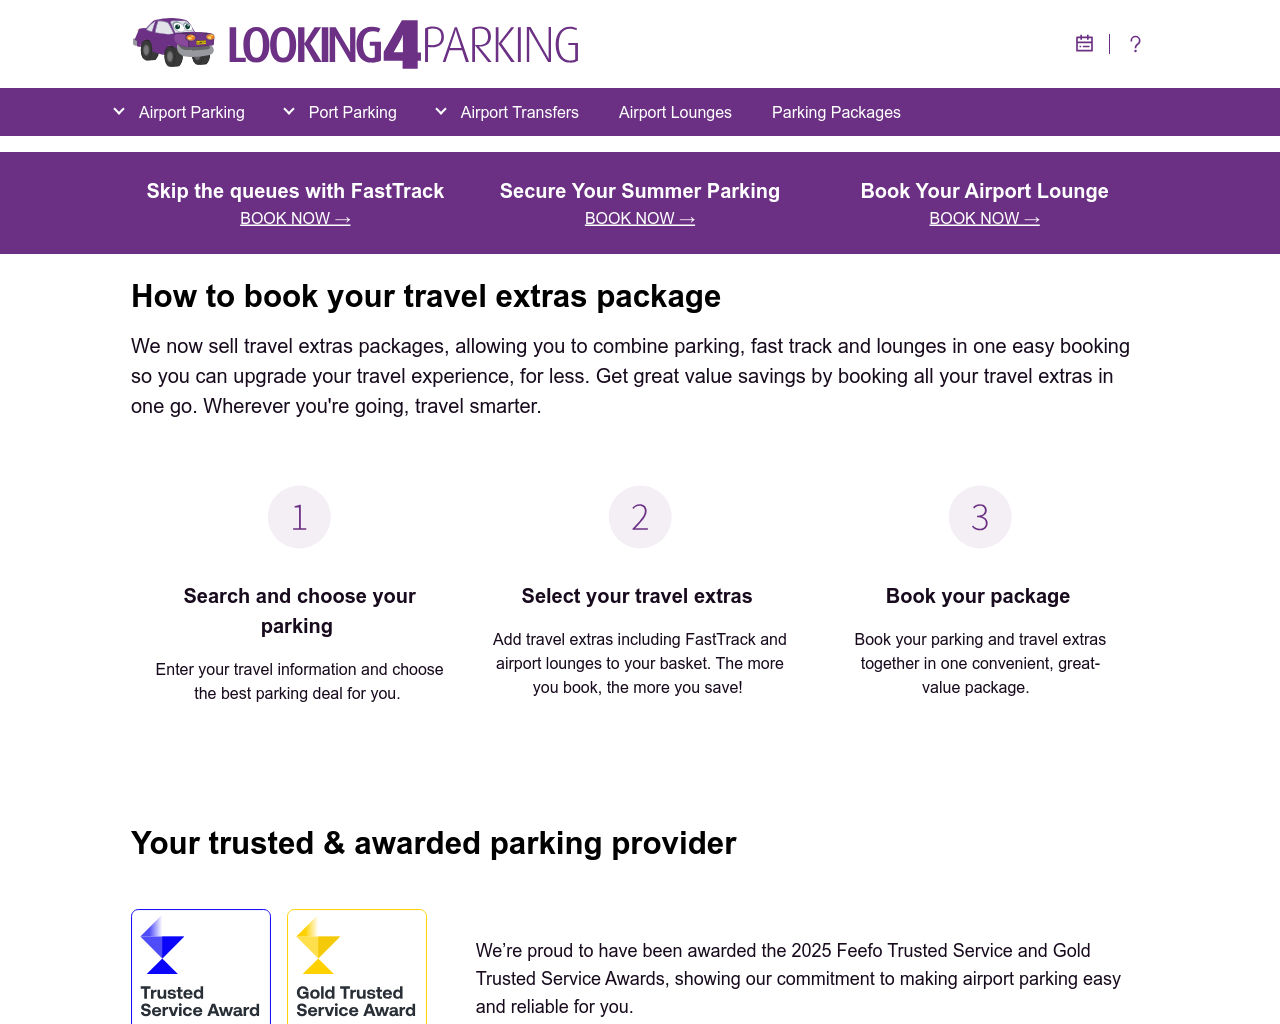 LOOKING4PARKING
?
Airport Parking
Port Parking
Airport Transfers
Airport Lounges
Parking Packages
Skip the queues with FastTrack
BOOK NOW →
Secure Your Summer Parking
BOOK NOW →
Book Your Airport Lounge
BOOK NOW →
How to book your travel extras package
We now sell travel extras packages, allowing you to combine parking, fast track and lounges in one easy booking
so you can upgrade your travel experience, for less. Get great value savings by booking all your travel extras in
one go. Wherever you're going, travel smarter.
1
Search and choose your
parking
Enter your travel information and choose
the best parking deal for you.
2
Select your travel extras
Add travel extras including FastTrack and
airport lounges to your basket. The more
you book, the more you save!
3
Book your package
Book your parking and travel extras
together in one convenient, great-
value package.
Your trusted & awarded parking provider
Trusted
Service Award
Gold Trusted
Service Award
We’re proud to have been awarded the 2025 Feefo Trusted Service and Gold
Trusted Service Awards, showing our commitment to making airport parking easy
and reliable for you.